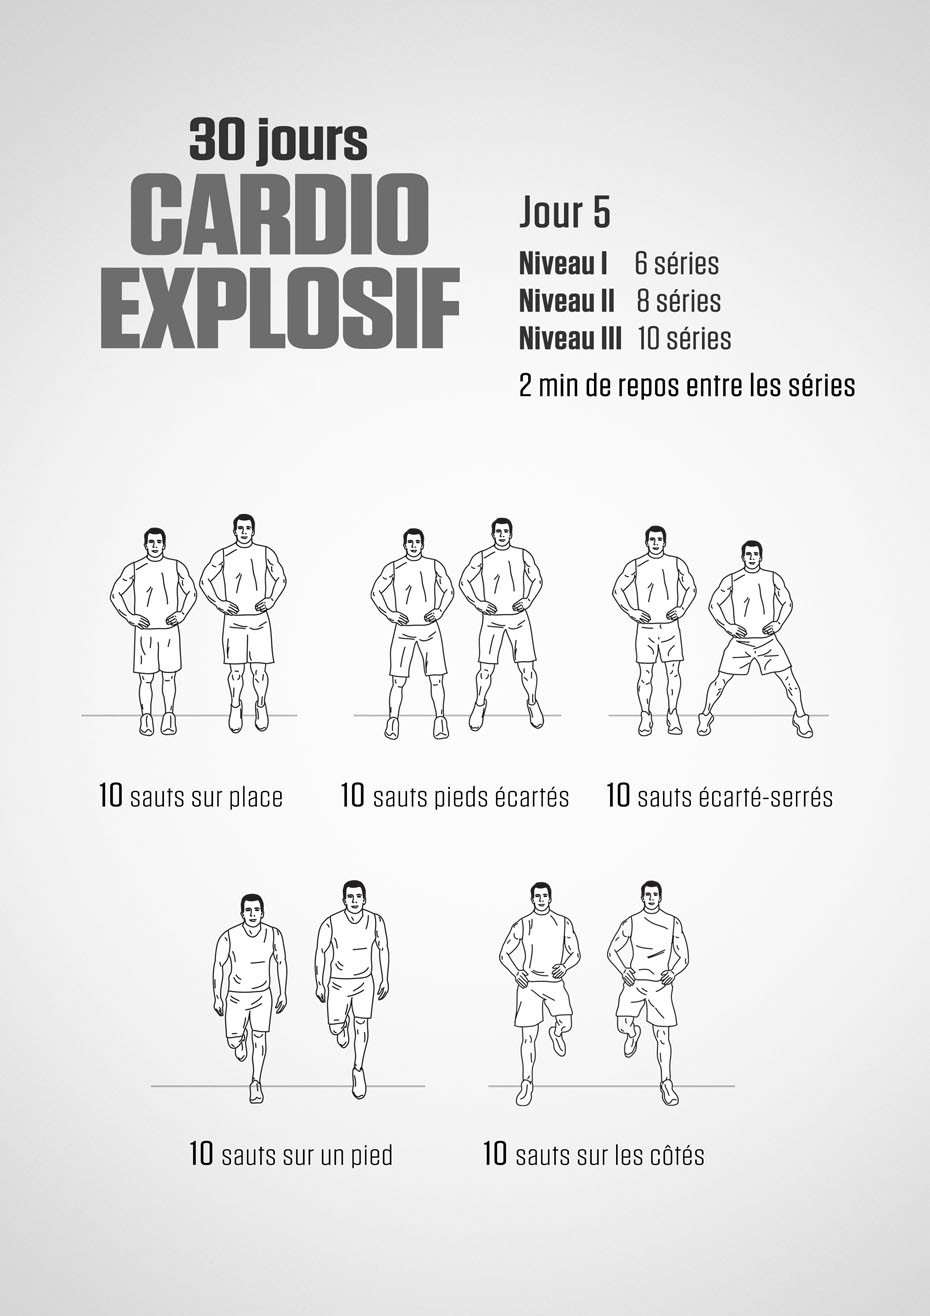 30 jours
CARDIO
EXPLOSIF
Jour 5
Niveau I 6 séries
Niveau II 8 séries
Niveau III 10 séries
2 min de repos entre les séries
10 sauts sur place
10 sauts pieds écartés
10 sauts écarté-serrés
10 sauts sur un pied
10 sauts sur les côtés